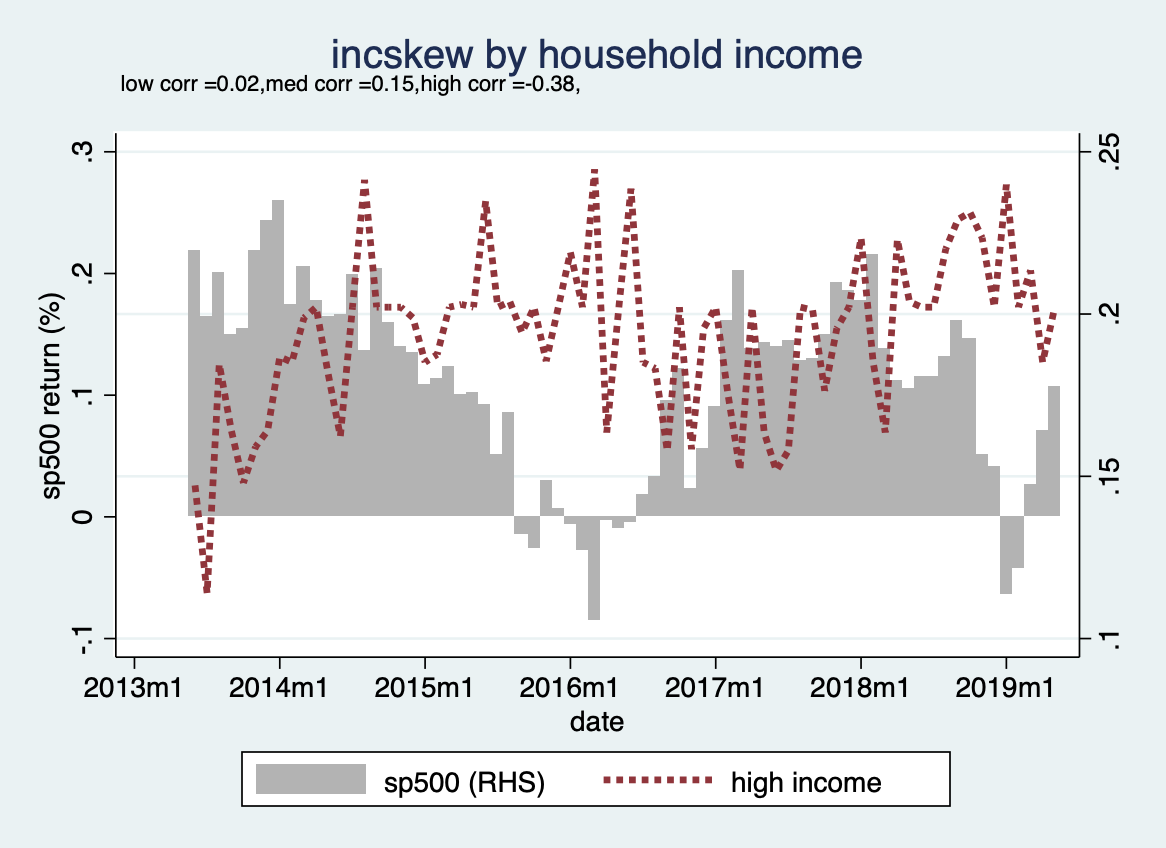 incskew by household income
low corr =0.02,med corr =0.15,high corr =-0.38,
sp500 return (%)
.3
.2
.1
0
-.1
.25
.2
.15
.1
2013m1 2014m1 2015m1 2016m1 2017m1 2018m1 2019m1
date
sp500 (RHS) high income